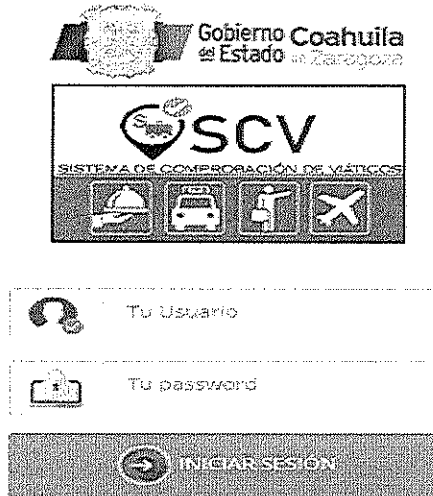 Gobierno Coahuila
del Estado de Zaragoza
SCV
SISTEMA DE COMPROBACIÓN DE VIÁTICOS
Tu Usuario
Tu password
INICIAR SESIÓN